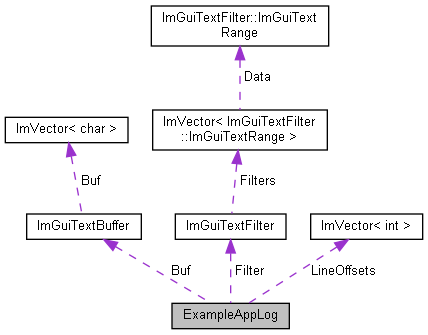 ImGuiTextFilter::ImGuiText
Range
Data
ImVector< char >
ImVector< ImGuiTextFilter
::ImGuiTextRange >
Buf
Filters
ImGuiTextBuffer
ImGuiTextFilter
ImVector< int >
Buf
Filter
LineOffsets
ExampleAppLog